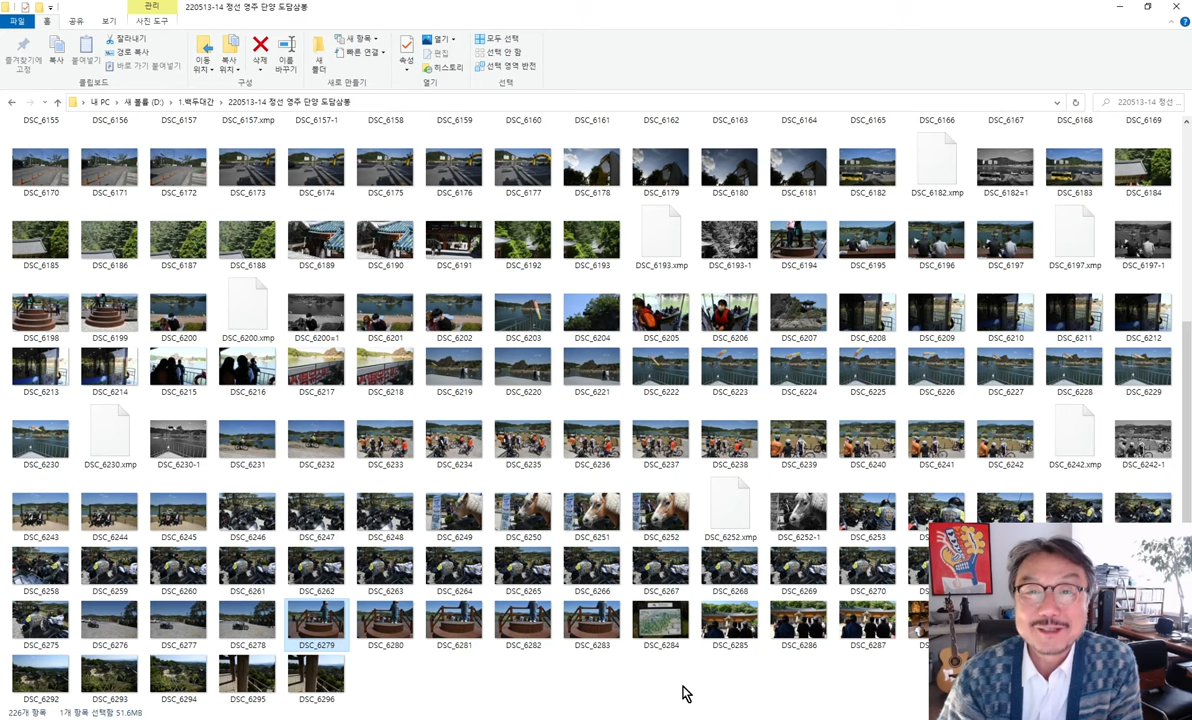 관리
220513-14 정선 영주 단양 도담삼봉
파일
홈
공유
보기
사진 도구
즐겨찾기에 고정
복사
붙여넣기
잘라내기
경로 복사
바로 가기 붙여넣기
클립보드
이동 위치
복사 위치
삭제
이름 바꾸기
구성
새 폴더
새 항목
빠른 연결
새로 만들기
속성
열기
편집
히스토리
열기
모두 선택
선택 안 함
선택 영역 반전
선택
내 PC
새 볼륨 (D:)
1.백두대간
220513-14 정선 영주 단양 도담삼봉
220513-14 정선 ...
DSC_6155 DSC_6156 DSC_6157 DSC_6157.xmp DSC_6157-1 DSC_6158 DSC_6159 DSC_6160 DSC_6161 DSC_6162 DSC_6163 DSC_6164 DSC_6165 DSC_6166 DSC_6167 DSC_6168 DSC_6169
DSC_6170 DSC_6171 DSC_6172 DSC_6173 DSC_6174 DSC_6175 DSC_6176 DSC_6177 DSC_6178 DSC_6179 DSC_6180 DSC_6181 DSC_6182 DSC_6182.xmp DSC_6182=1 DSC_6183 DSC_6184
DSC_6185 DSC_6186 DSC_6187 DSC_6188 DSC_6189 DSC_6190 DSC_6191 DSC_6192 DSC_6193 DSC_6193.xmp DSC_6193-1 DSC_6194 DSC_6195 DSC_6196 DSC_6197 DSC_6197.xmp DSC_6197-1
DSC_6198 DSC_6199 DSC_6200 DSC_6200.xmp DSC_6200=1 DSC_6201 DSC_6202 DSC_6203 DSC_6204 DSC_6205 DSC_6206 DSC_6207 DSC_6208 DSC_6209 DSC_6210 DSC_6211 DSC_6212
DSC_6213 DSC_6214 DSC_6215 DSC_6216 DSC_6217 DSC_6218 DSC_6219 DSC_6220 DSC_6221 DSC_6222 DSC_6223 DSC_6224 DSC_6225 DSC_6226 DSC_6227 DSC_6228 DSC_6229
DSC_6230 DSC_6230.xmp DSC_6230-1 DSC_6231 DSC_6232 DSC_6233 DSC_6234 DSC_6235 DSC_6236 DSC_6237 DSC_6238 DSC_6239 DSC_6240 DSC_6241 DSC_6242 DSC_6242.xmp DSC_6242-1
DSC_6243 DSC_6244 DSC_6245 DSC_6246 DSC_6247 DSC_6248 DSC_6249 DSC_6250 DSC_6251 DSC_6252 DSC_6252.xmp DSC_6252-1 DSC_6253
DSC_6258 DSC_6259 DSC_6260 DSC_6261 DSC_6262 DSC_6263 DSC_6264 DSC_6265 DSC_6266 DSC_6267 DSC_6268 DSC_6269 DSC_6270
DSC_6275 DSC_6276 DSC_6277 DSC_6278 DSC_6279 DSC_6280 DSC_6281 DSC_6282 DSC_6283 DSC_6284 DSC_6285 DSC_6286 DSC_6287
DSC_6292 DSC_6293 DSC_6294 DSC_6295 DSC_6296
226개 항목 1개 항목 선택함 51.6MB